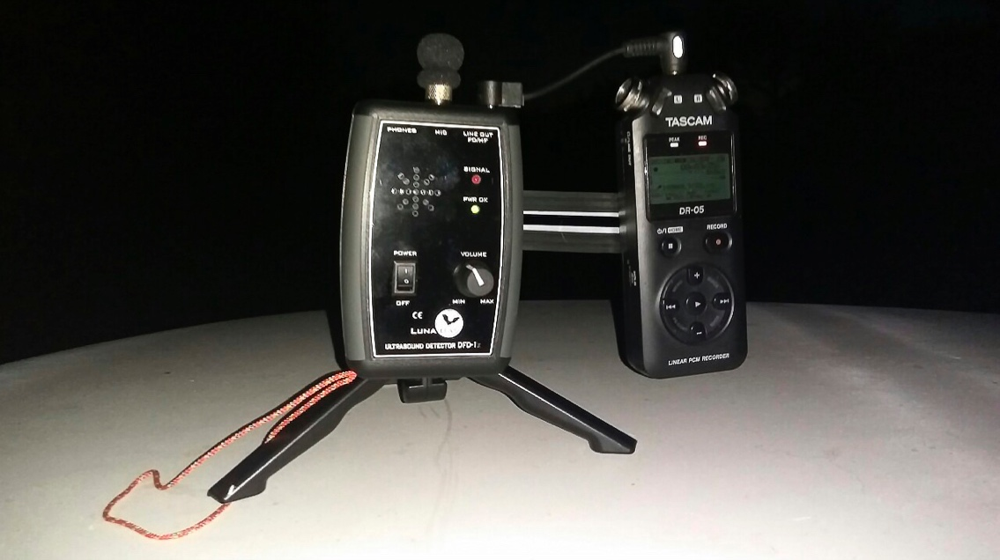 PHONES
MIC
LINE OUT
FD/HF
SIGNAL
PWR OK
POWER
I
O
OFF
VOLUME
MIN
MAX
CE
LUNA
ULTRASOUND DETECTOR DFD-1
L
R
TASCAM
PEAK
REC
DR-05
HOME
RECORD
LINEAR PCM RECORDER